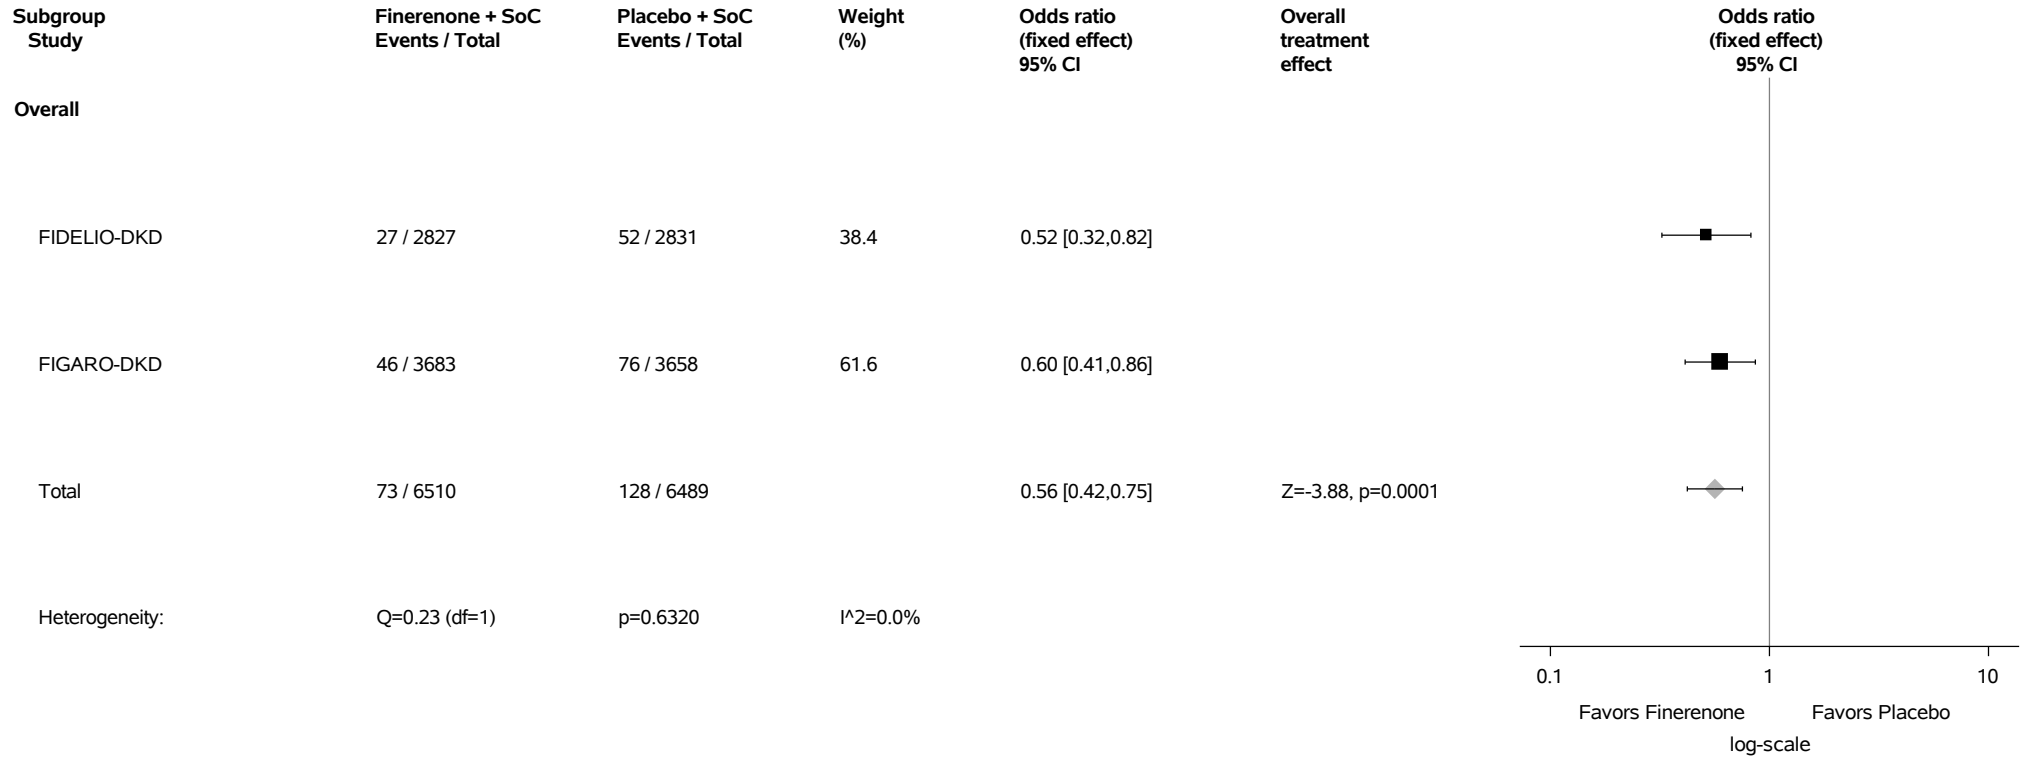 Subgroup Finerenone + SoC Placebo + SoC Weight Odds ratio Overall Odds ratio
Study Events / Total Events / Total (%) (fixed effect) treatment (fixed effect)
95% CI effect 95% CI
Overall
FIDELIO-DKD 27 / 2827 52 / 2831 38.4 0.52 [0.32,0.82]
FIGARO-DKD 46 / 3683 76 / 3658 61.6 0.60 [0.41,0.86]
Total 73 / 6510 128 / 6489 0.56 [0.42,0.75] Z=-3.88, p=0.0001
Heterogeneity: Q=0.23 (df=1) p=0.6320 I^2=0.0%
0.1 1 10
Favors Finerenone Favors Placebo
log-scale